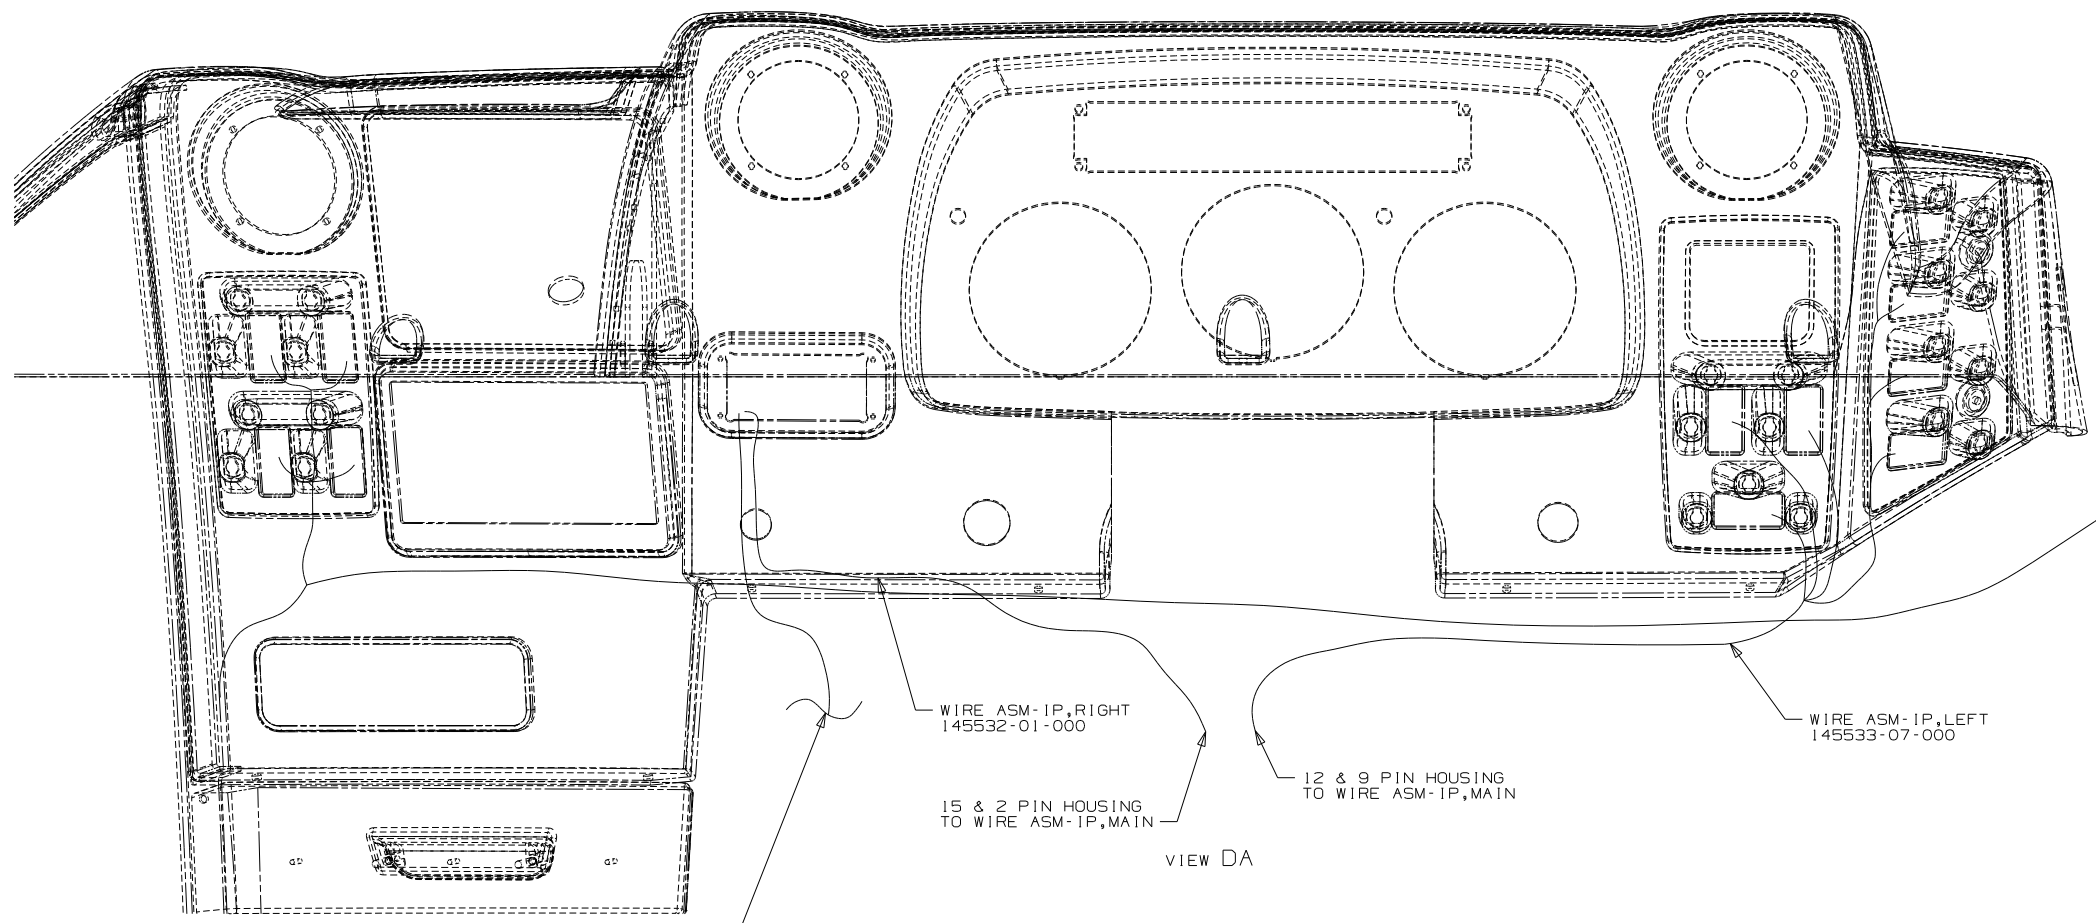 WIRE ASM-IP,RIGHT
145532-01-000
WIRE ASM-IP,LEFT
145533-07-000
12 & 9 PIN HOUSING
TO WIRE ASM-IP,MAIN
15 & 2 PIN HOUSING
TO WIRE ASM-IP,MAIN
VIEW DA